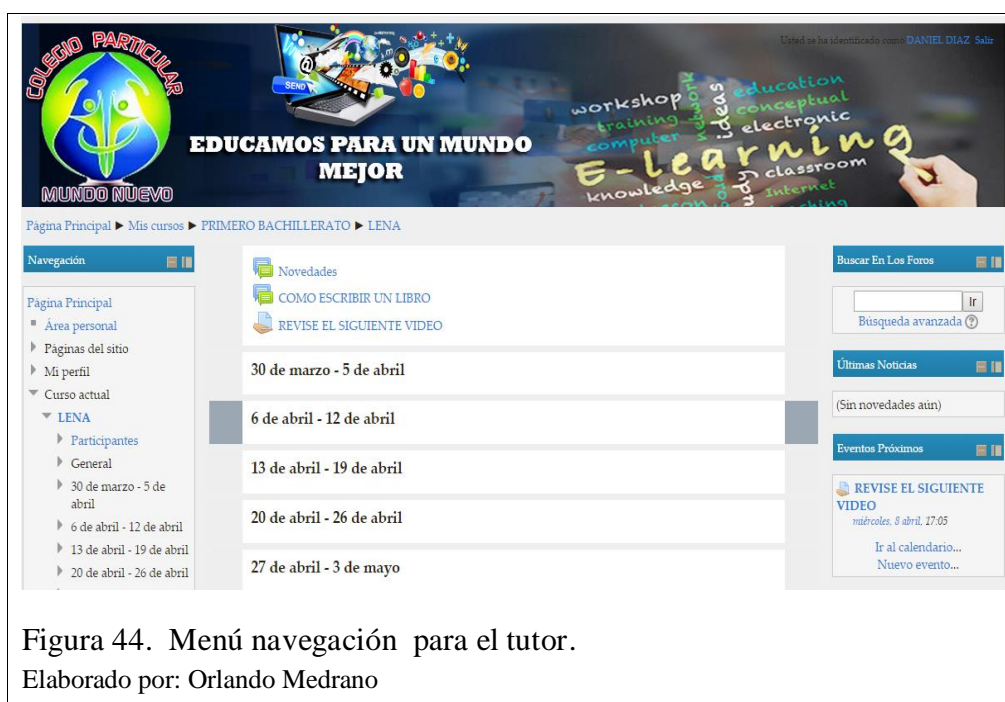 COLEGIO PARTICULAR
MUNDO NUEVO
SEND
EDUCAMOS PARA UN MUNDO
MEJOR
Usted se ha identificado como DANIEL DIAZ Salir
workshop
training
computer
network
ideas
education
conceptual
electronic
E-learning
knowledge
classroom
Internet
Página Principal ► Mis cursos ► PRIMERO BACHILLERATO ► LENA
Navegación
Página Principal
Área personal
Páginas del sitio
Mi perfil
Curso actual
LENA
Participantes
General
30 de marzo - 5 de
abril
6 de abril - 12 de abril
13 de abril - 19 de abril
20 de abril - 26 de abril
Novedades
COMO ESCRIBIR UN LIBRO
REVISE EL SIGUIENTE VIDEO
30 de marzo - 5 de abril
6 de abril - 12 de abril
13 de abril - 19 de abril
20 de abril - 26 de abril
27 de abril - 3 de mayo
Buscar En Los Foros
Ir
Búsqueda avanzada
Últimas Noticias
(Sin novedades aún)
Eventos Próximos
REVISE EL SIGUIENTE
VIDEO
miércoles, 8 abril, 17:05
Ir al calendario...
Nuevo evento...
Figura 44. Menú navegación para el tutor.
Elaborado por: Orlando Medrano